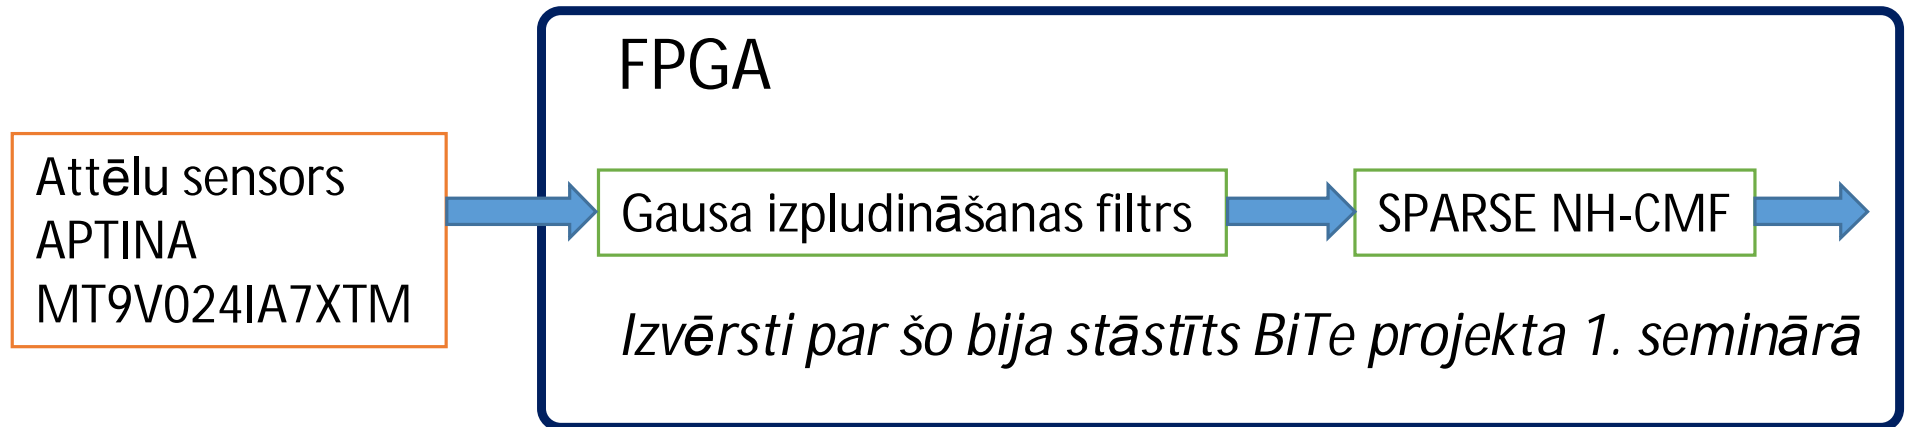 FPGA
Attēlu sensors
APTINA
MT9V024IA7XTM
Gausa izpludināšanas filtrs
SPARSE NH-CMF
Izvērsti par šo bija stāstīts BiTe projekta 1. seminārā